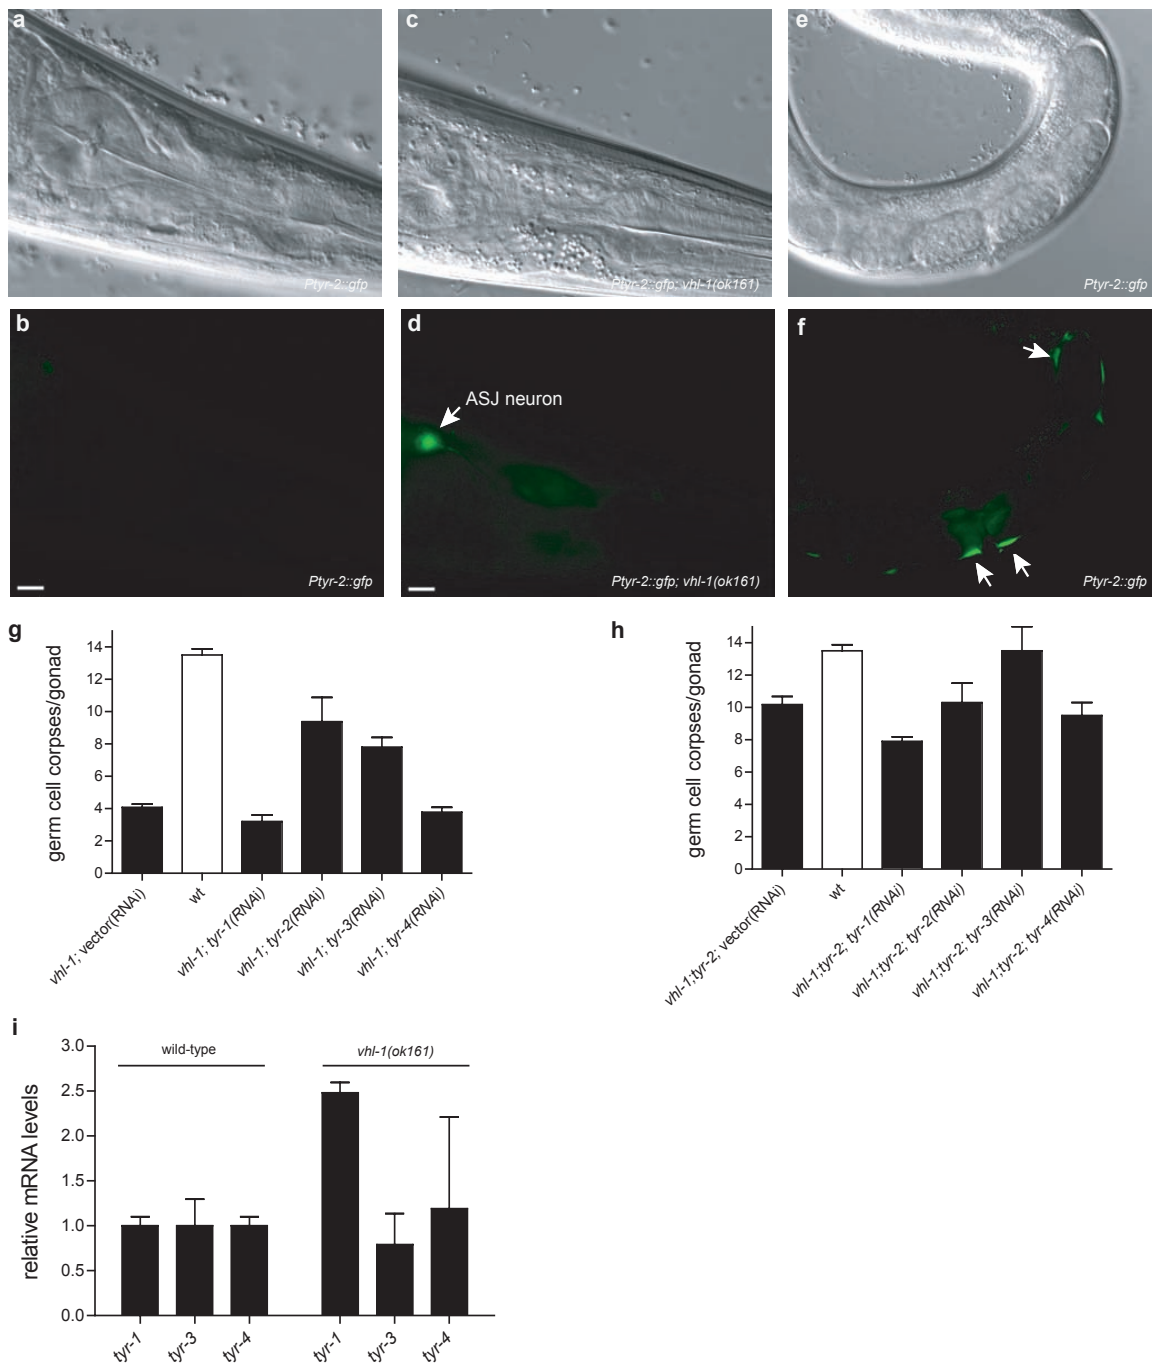 a
c
e
Ptyr-2::gfp
Ptyr-2::gfp; vhl-1(ok161)
Ptyr-2::gfp
b
d
f
ASJ neuron
Ptyr-2::gfp
Ptyr-2::gfp; vhl-1(ok161)
Ptyr-2::gfp
g
germ cell corpses/gonad
14
12
10
8
6
4
2
0
vhl-1; vector(RNAi)
wt
vhl-1; tyr-1(RNAi)
vhl-1; tyr-2(RNAi)
vhl-1; tyr-3(RNAi)
vhl-1; tyr-4(RNAi)
h
germ cell corpses/gonad
14
12
10
8
6
4
2
0
vhl-1;tyr-2; vector(RNAi)
wt
vhl-1;tyr-2; tyr-1(RNAi)
vhl-1;tyr-2; tyr-2(RNAi)
vhl-1;tyr-2; tyr-3(RNAi)
vhl-1;tyr-2; tyr-4(RNAi)
i
relative mRNA levels
3.0
2.5
2.0
1.5
1.0
0.5
0.0
wild-type
vhl-1(ok161)
tyr-1
tyr-3
tyr-4
tyr-1
tyr-3
tyr-4